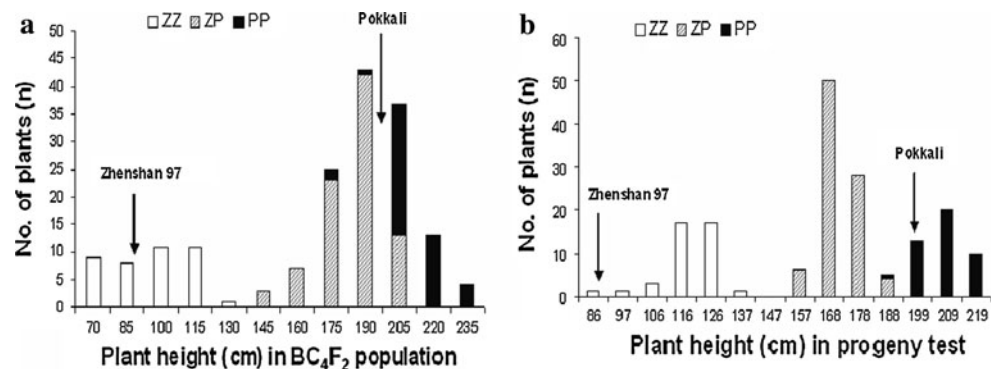 a
ZZ ZP PP
Pokkali
Zhenshan 97
No. of plants (n)
50
45
40
35
30
25
20
15
10
5
0
70 85 100 115 130 145 160 175 190 205 220 235
Plant height (cm) in BC₄F₂ population
b
ZZ ZP PP
Pokkali
Zhenshan 97
No. of plants (n)
60
50
40
30
20
10
0
86 97 106 116 126 137 147 157 168 178 188 199 209 219
Plant height (cm) in progeny test